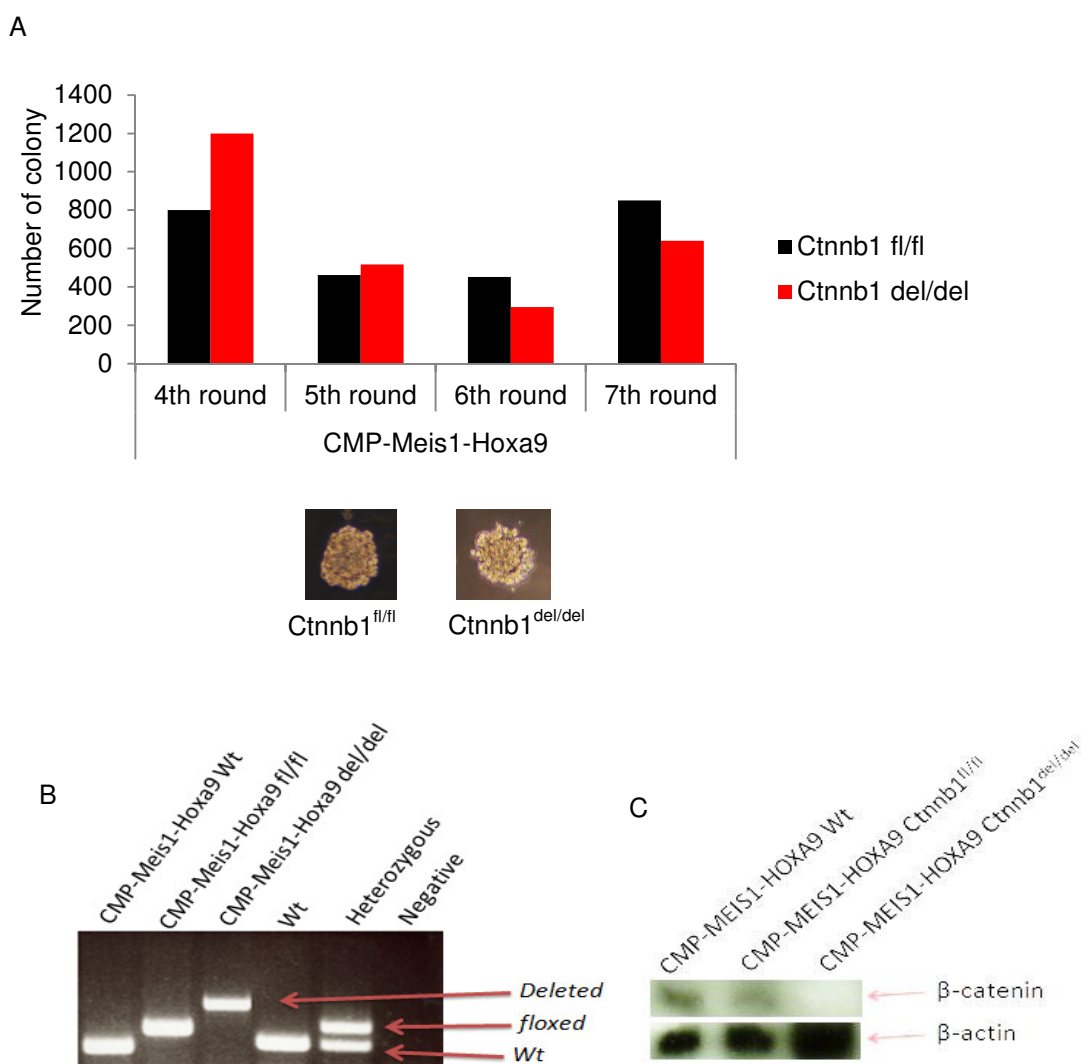 A
Number of colony
1400
1200
1000
800
600
400
200
0
4th round 5th round 6th round 7th round
CMP-Meis1-Hoxa9
Ctnnb1 fl/fl
Ctnnb1 del/del
Ctnnb1fl/fl Ctnnb1del/del
B
CMP-Meis1-Hoxa9 Wt
CMP-Meis1-Hoxa9 fl/fl
CMP-Meis1-Hoxa9 del/del
Wt
Heterozygous
Negative
Deleted
floxed
Wt
C
CMP-MEIS1-HOXA9 Wt
CMP-MEIS1-HOXA9 Ctnnb1fl/fl
CMP-MEIS1-HOXA9 Ctnnb1del/del
β-catenin
β-actin